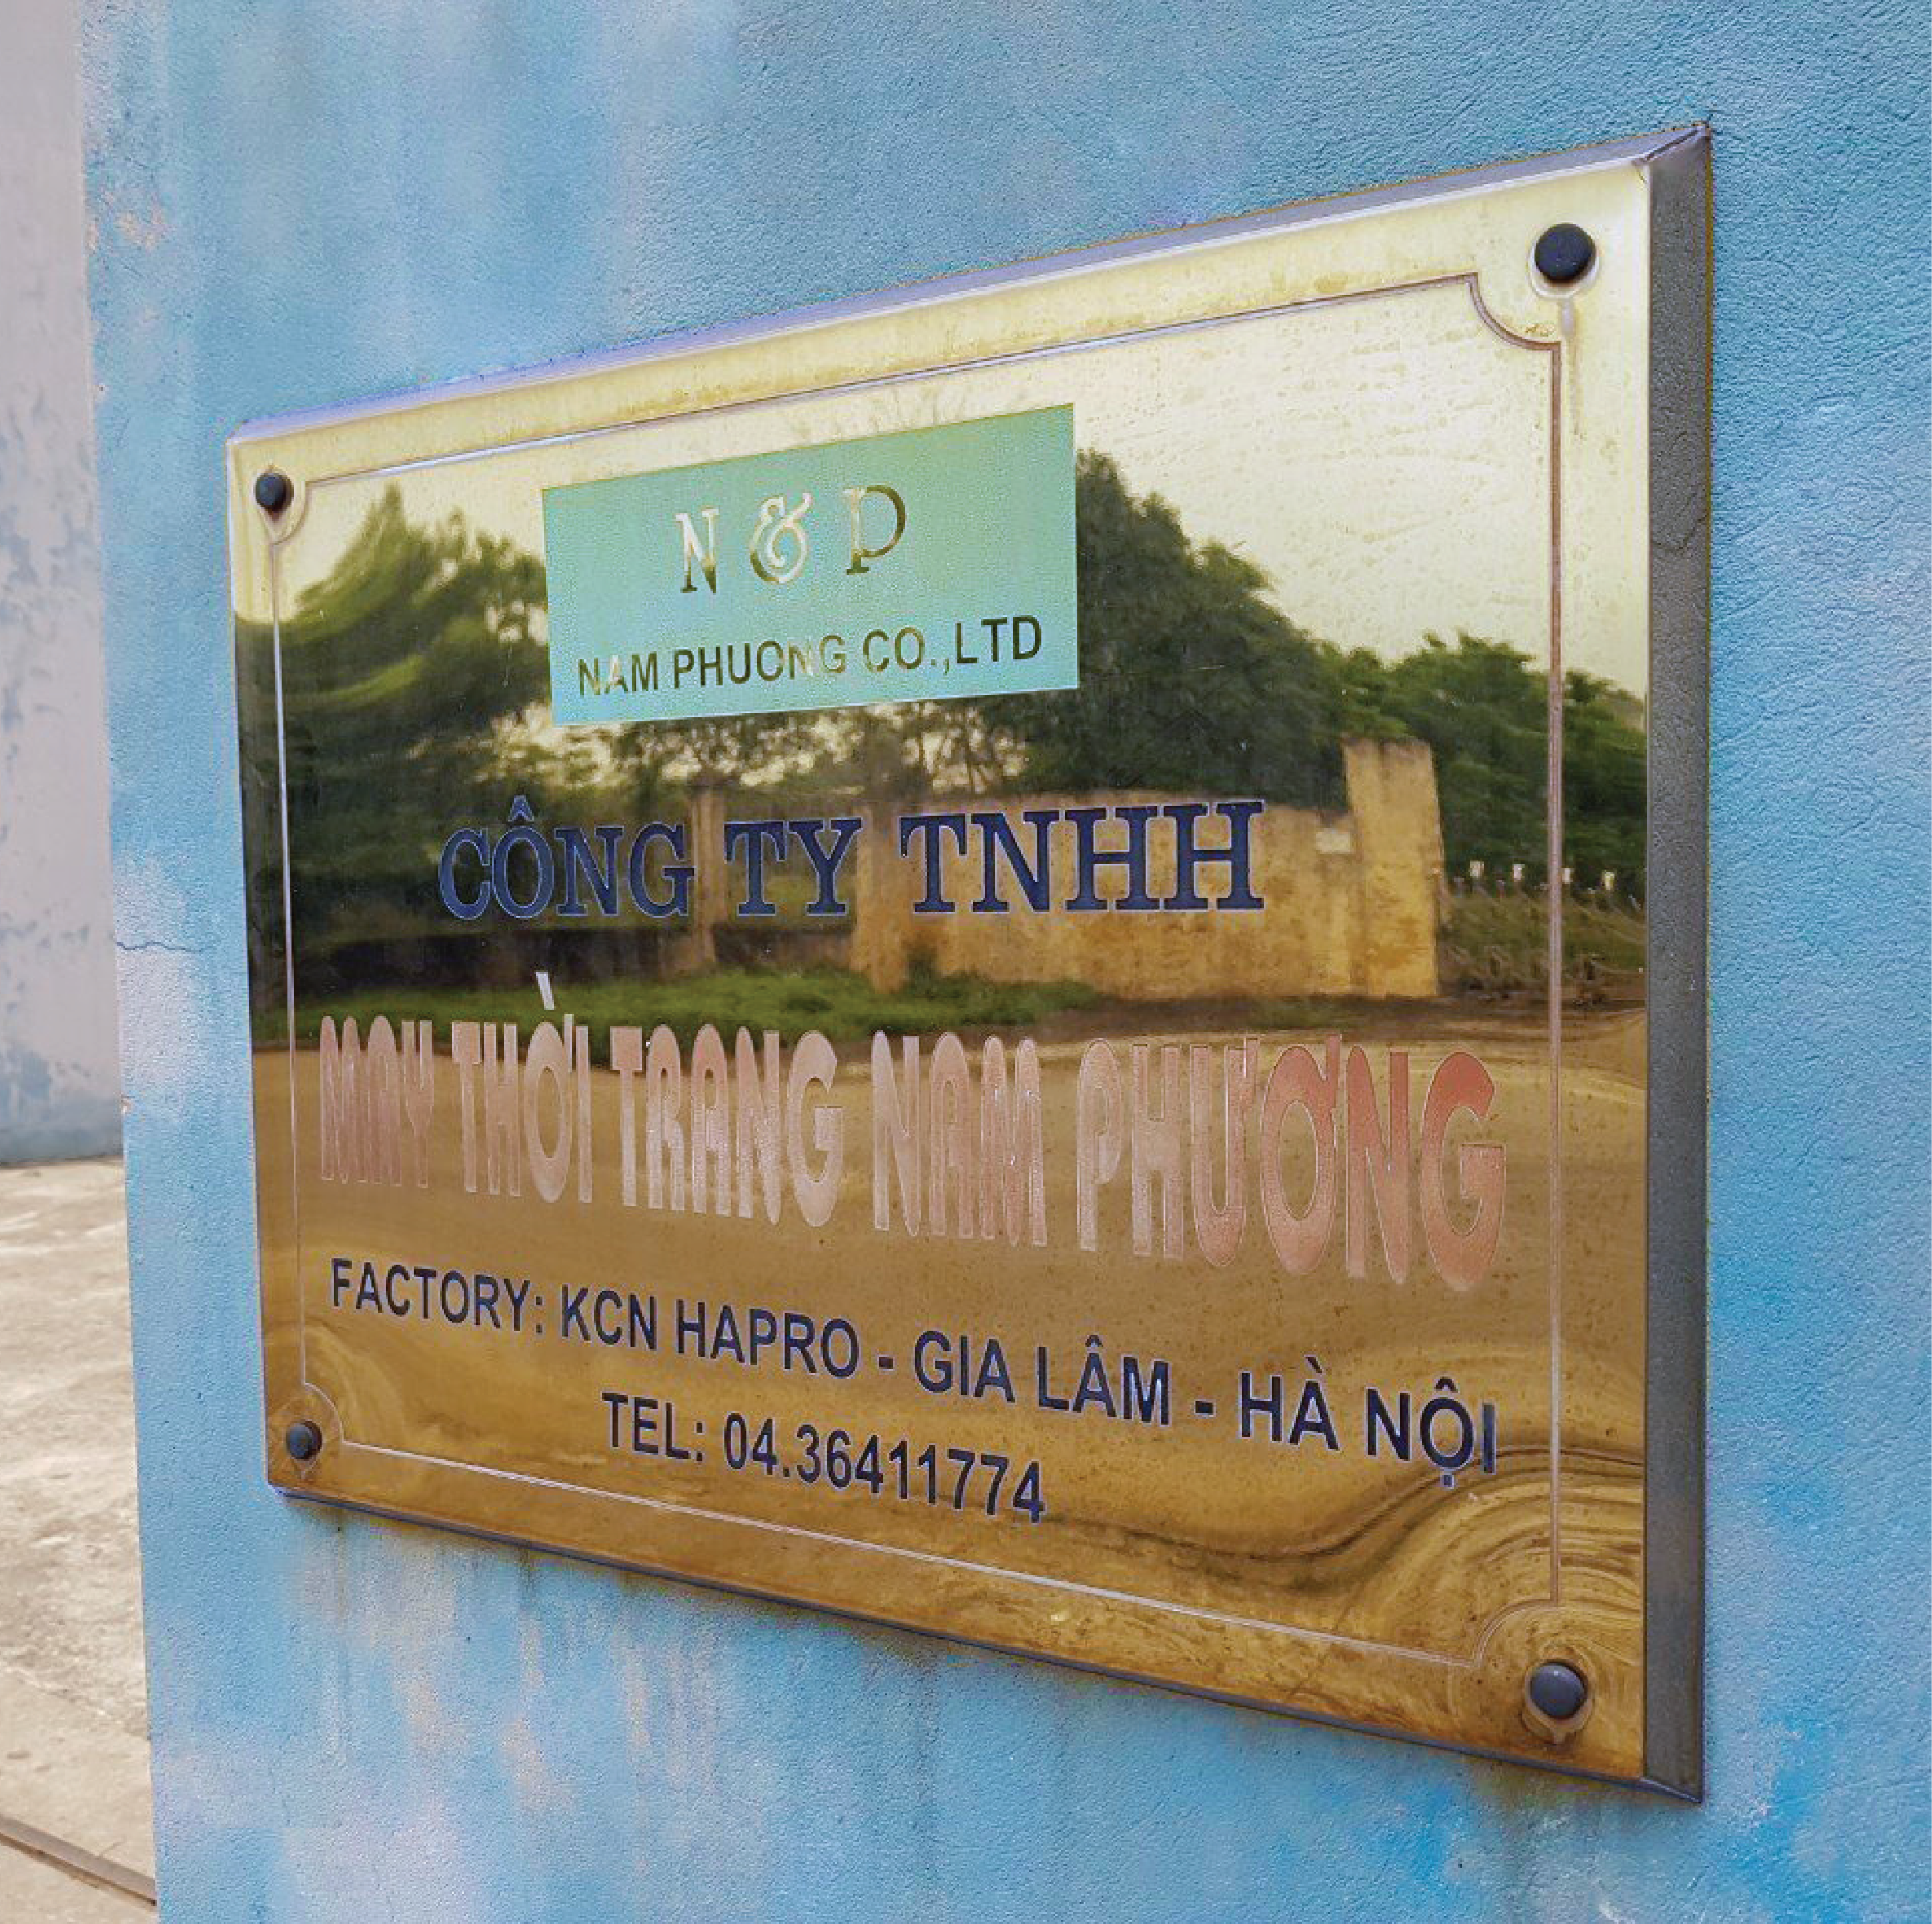 N & P
NAM PHUONG CO.,LTD
CÔNG TY TNHH
MAY THỜI TRANG NAM PHƯƠNG
FACTORY: KCN HAPRO - GIA LÂM - HÀ NỘI
TEL: 04.36411774